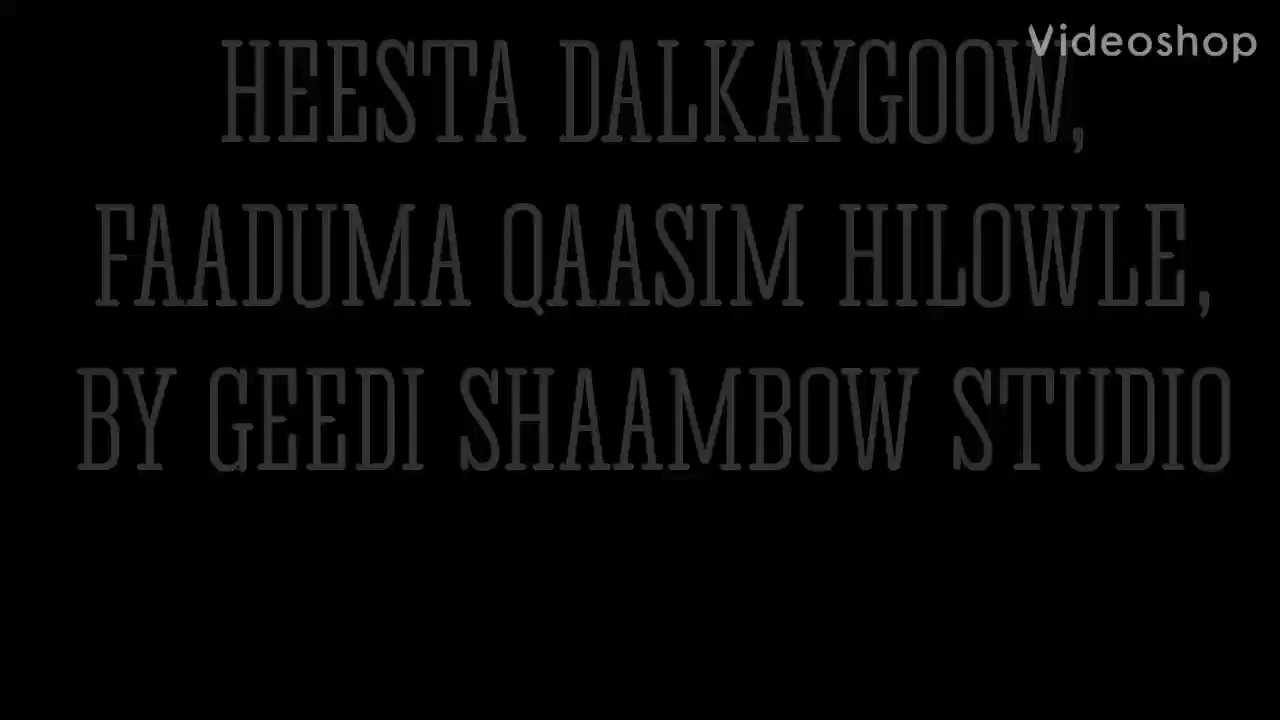 Videoshop
HEESTA DALKAYGOOW,
FAADUMA QAASIM HILOWLE,
BY GEEDI SHAAMBOW STUDIO